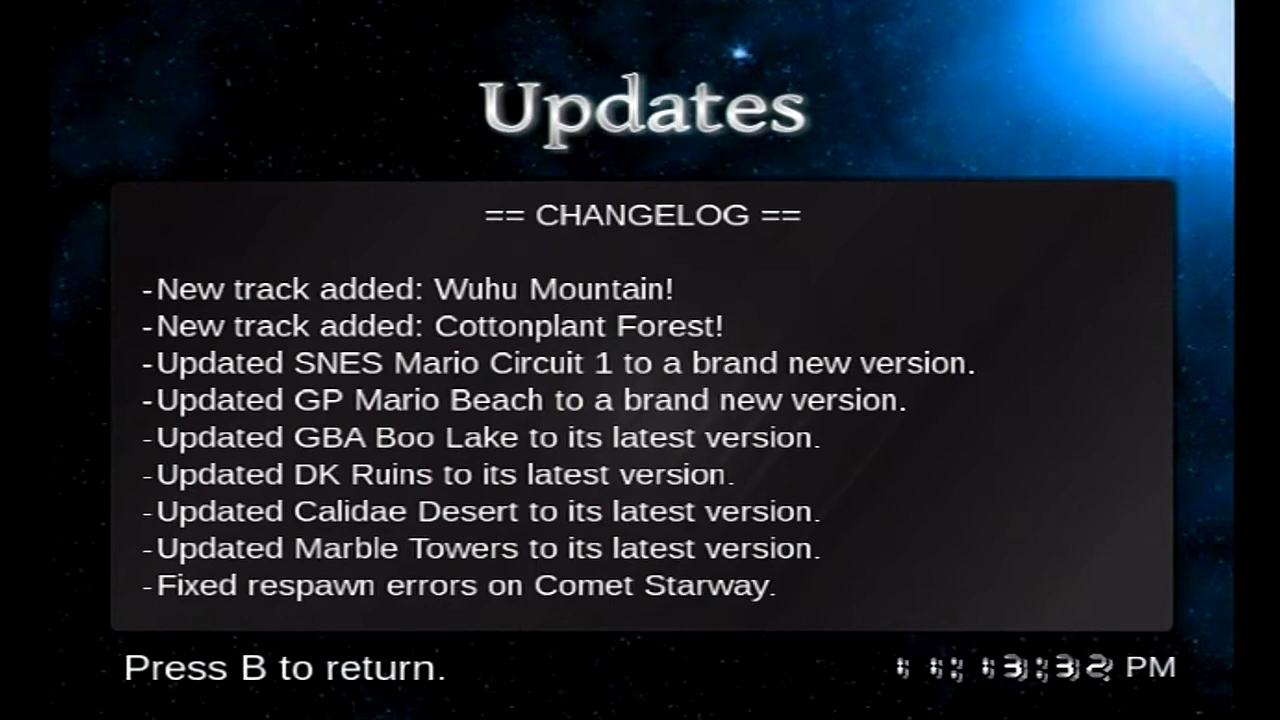 Updates
== CHANGELOG ==
-New track added: Wuhu Mountain!
-New track added: Cottonplant Forest!
-Updated SNES Mario Circuit 1 to a brand new version.
-Updated GP Mario Beach to a brand new version.
-Updated GBA Boo Lake to its latest version.
-Updated DK Ruins to its latest version.
-Updated Calidae Desert to its latest version.
-Updated Marble Towers to its latest version.
-Fixed respawn errors on Comet Starway.
Press B to return.
PM